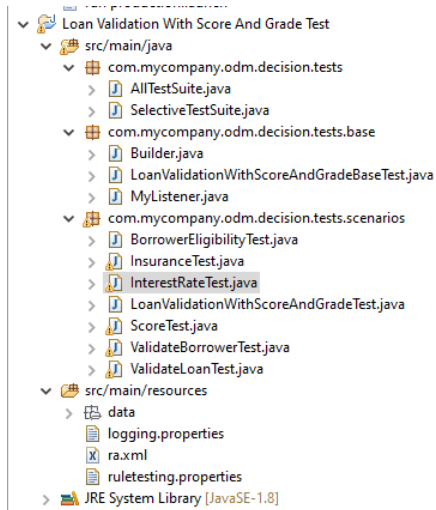 Loan Validation With Score And Grade Test
src/main/java
com.mycompany.odm.decision.tests
AllTestSuite.java
SelectiveTestSuite.java
com.mycompany.odm.decision.tests.base
Builder.java
LoanValidationWithScoreAndGradeBaseTest.java
MyListener.java
com.mycompany.odm.decision.tests.scenarios
BorrowerEligibilityTest.java
InsuranceTest.java
InterestRateTest.java
LoanValidationWithScoreAndGradeTest.java
ScoreTest.java
ValidateBorrowerTest.java
ValidateLoanTest.java
src/main/resources
data
logging.properties
ra.xml
ruletesting.properties
JRE System Library [JavaSE-1.8]